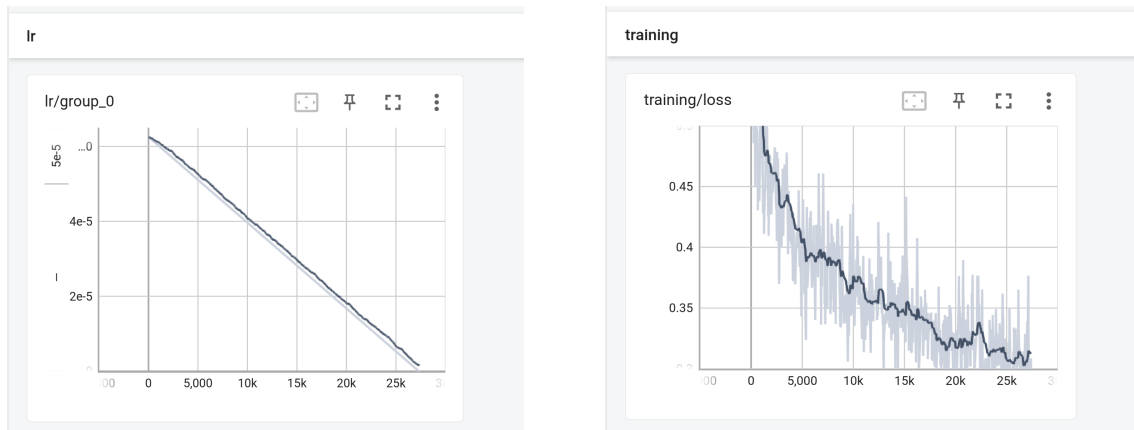 lr
lr/group_0
5e-5
...0
4e-5
2e-5
0 5,000 10k 15k 20k 25k
training
training/loss
0.45
0.4
0.35
0 5,000 10k 15k 20k 25k